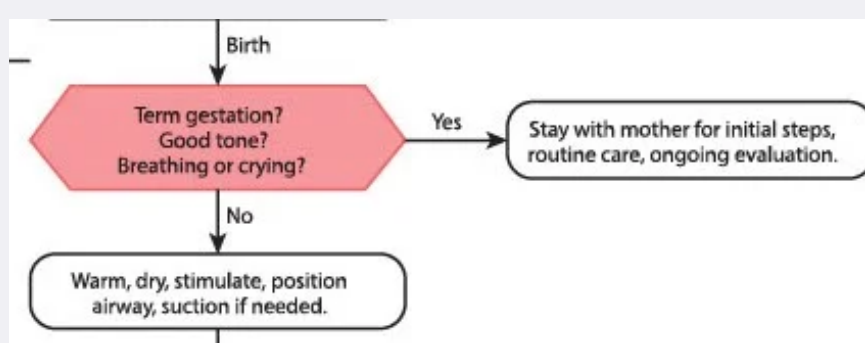 Birth
Term gestation?
Good tone?
Breathing or crying?
Yes
Stay with mother for initial steps,
routine care, ongoing evaluation.
No
Warm, dry, stimulate, position
airway, suction if needed.